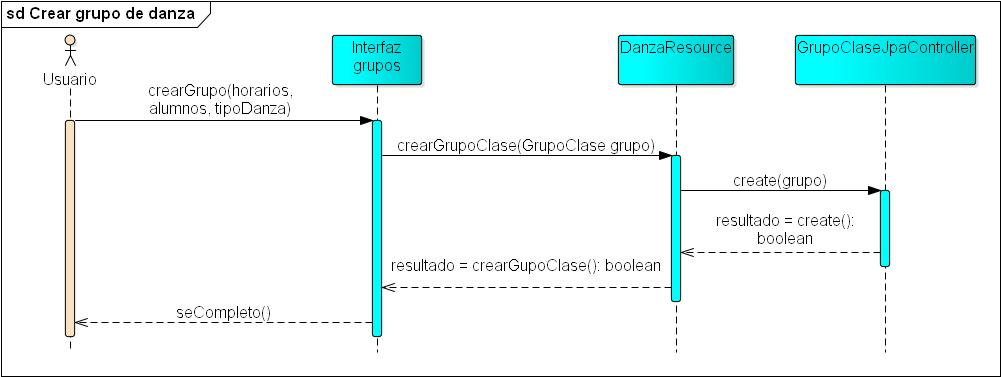 sd Crear grupo de danza
Usuario
Interfaz
grupos
DanzaResource
GrupoClaseJpaController
crearGrupo(horarios,
alumnos, tipoDanza)
crearGrupoClase(GrupoClase grupo)
create(grupo)
resultado = create():
boolean
resultado = crearGupoClase(): boolean
seCompleto()